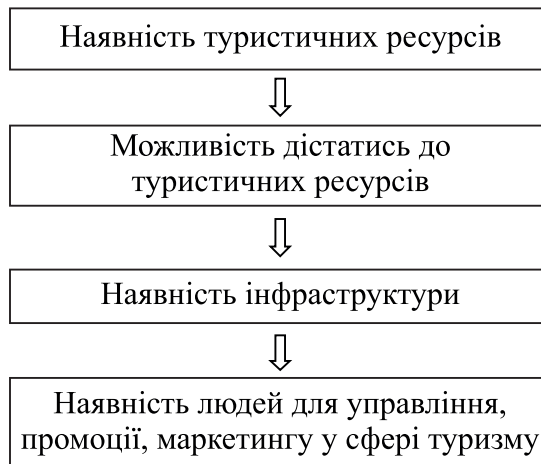 Наявність туристичних ресурсів
Можливість дістатись до
туристичних ресурсів
Наявність інфраструктури
Наявність людей для управління,
промоції, маркетингу у сфері туризму